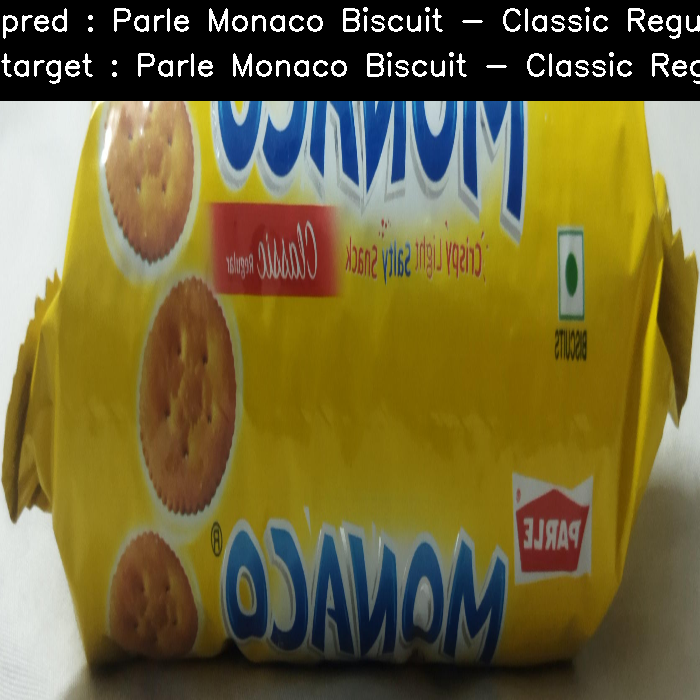 pred : Parle Monaco Biscuit – Classic Regu
target : Parle Monaco Biscuit – Classic Reg
MONACO
Crispy Light Salty Snack
Classic Regular
BISCUITS
PARLE
MONACO®